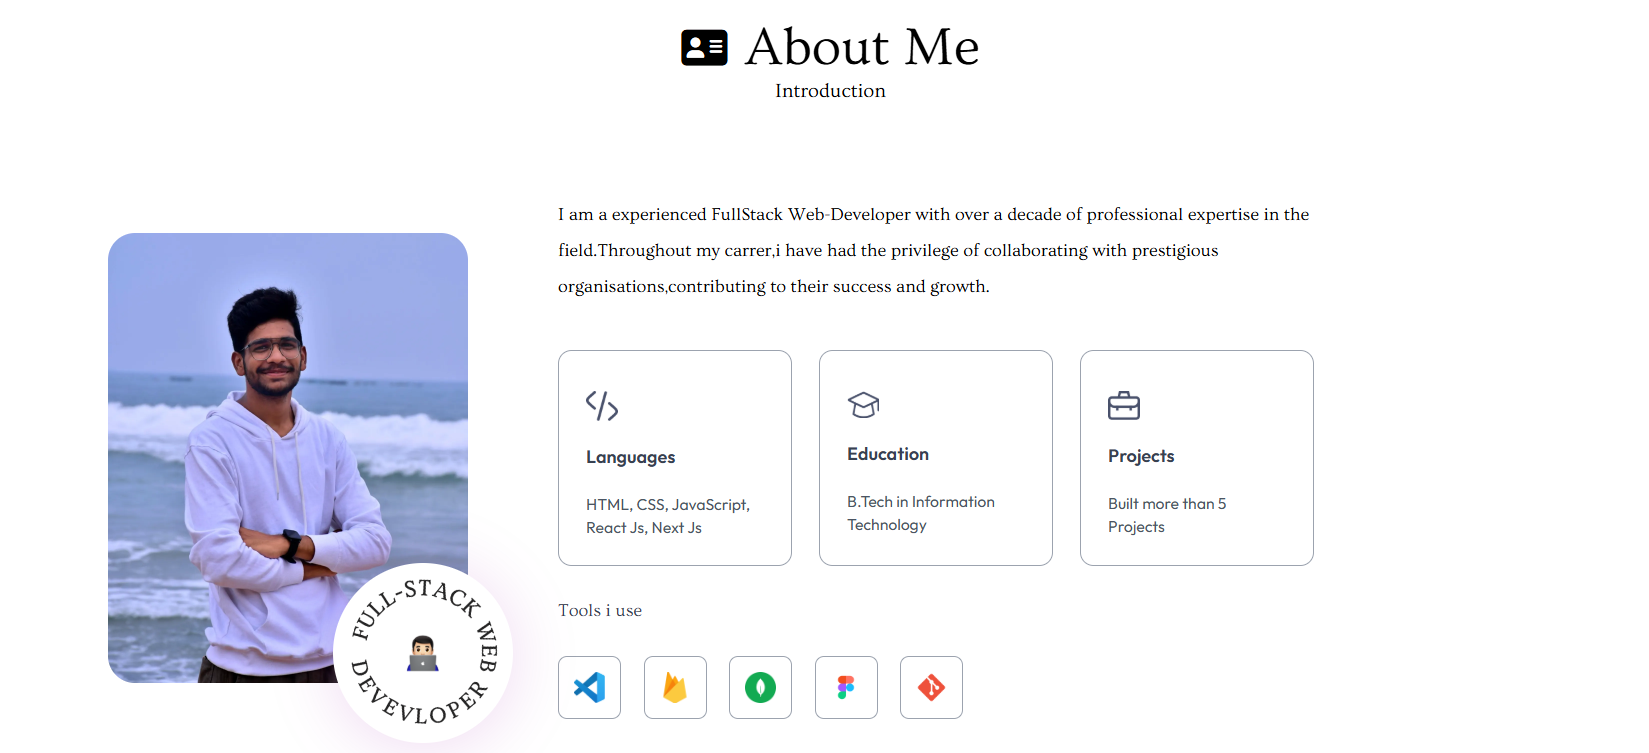 About Me
Introduction
I am a experienced FullStack Web-Developer with over a decade of professional expertise in the
field.Throughout my carrer,i have had the privilege of collaborating with prestigious
organisations,contributing to their success and growth.
Languages
HTML, CSS, JavaScript,
React Js, Next Js
Education
B.Tech in Information
Technology
Projects
Built more than 5
Projects
Tools i use
FULL-STACK WEB DEVEVLOPER